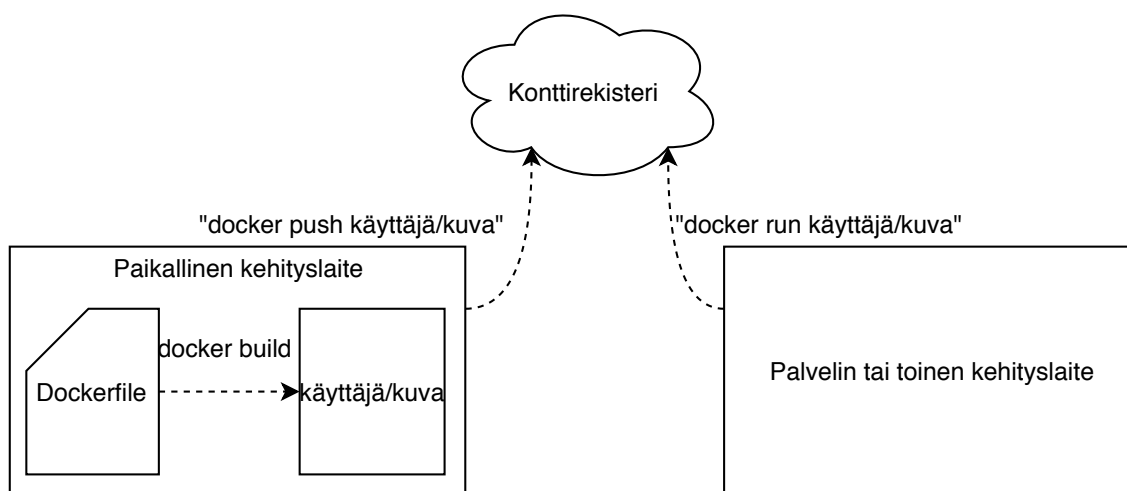 Konttirekisteri
"docker push käyttäjä/kuva"
"docker run käyttäjä/kuva"
Paikallinen kehityslaite
docker build
Dockerfile
käyttäjä/kuva
Palvelin tai toinen kehityslaite